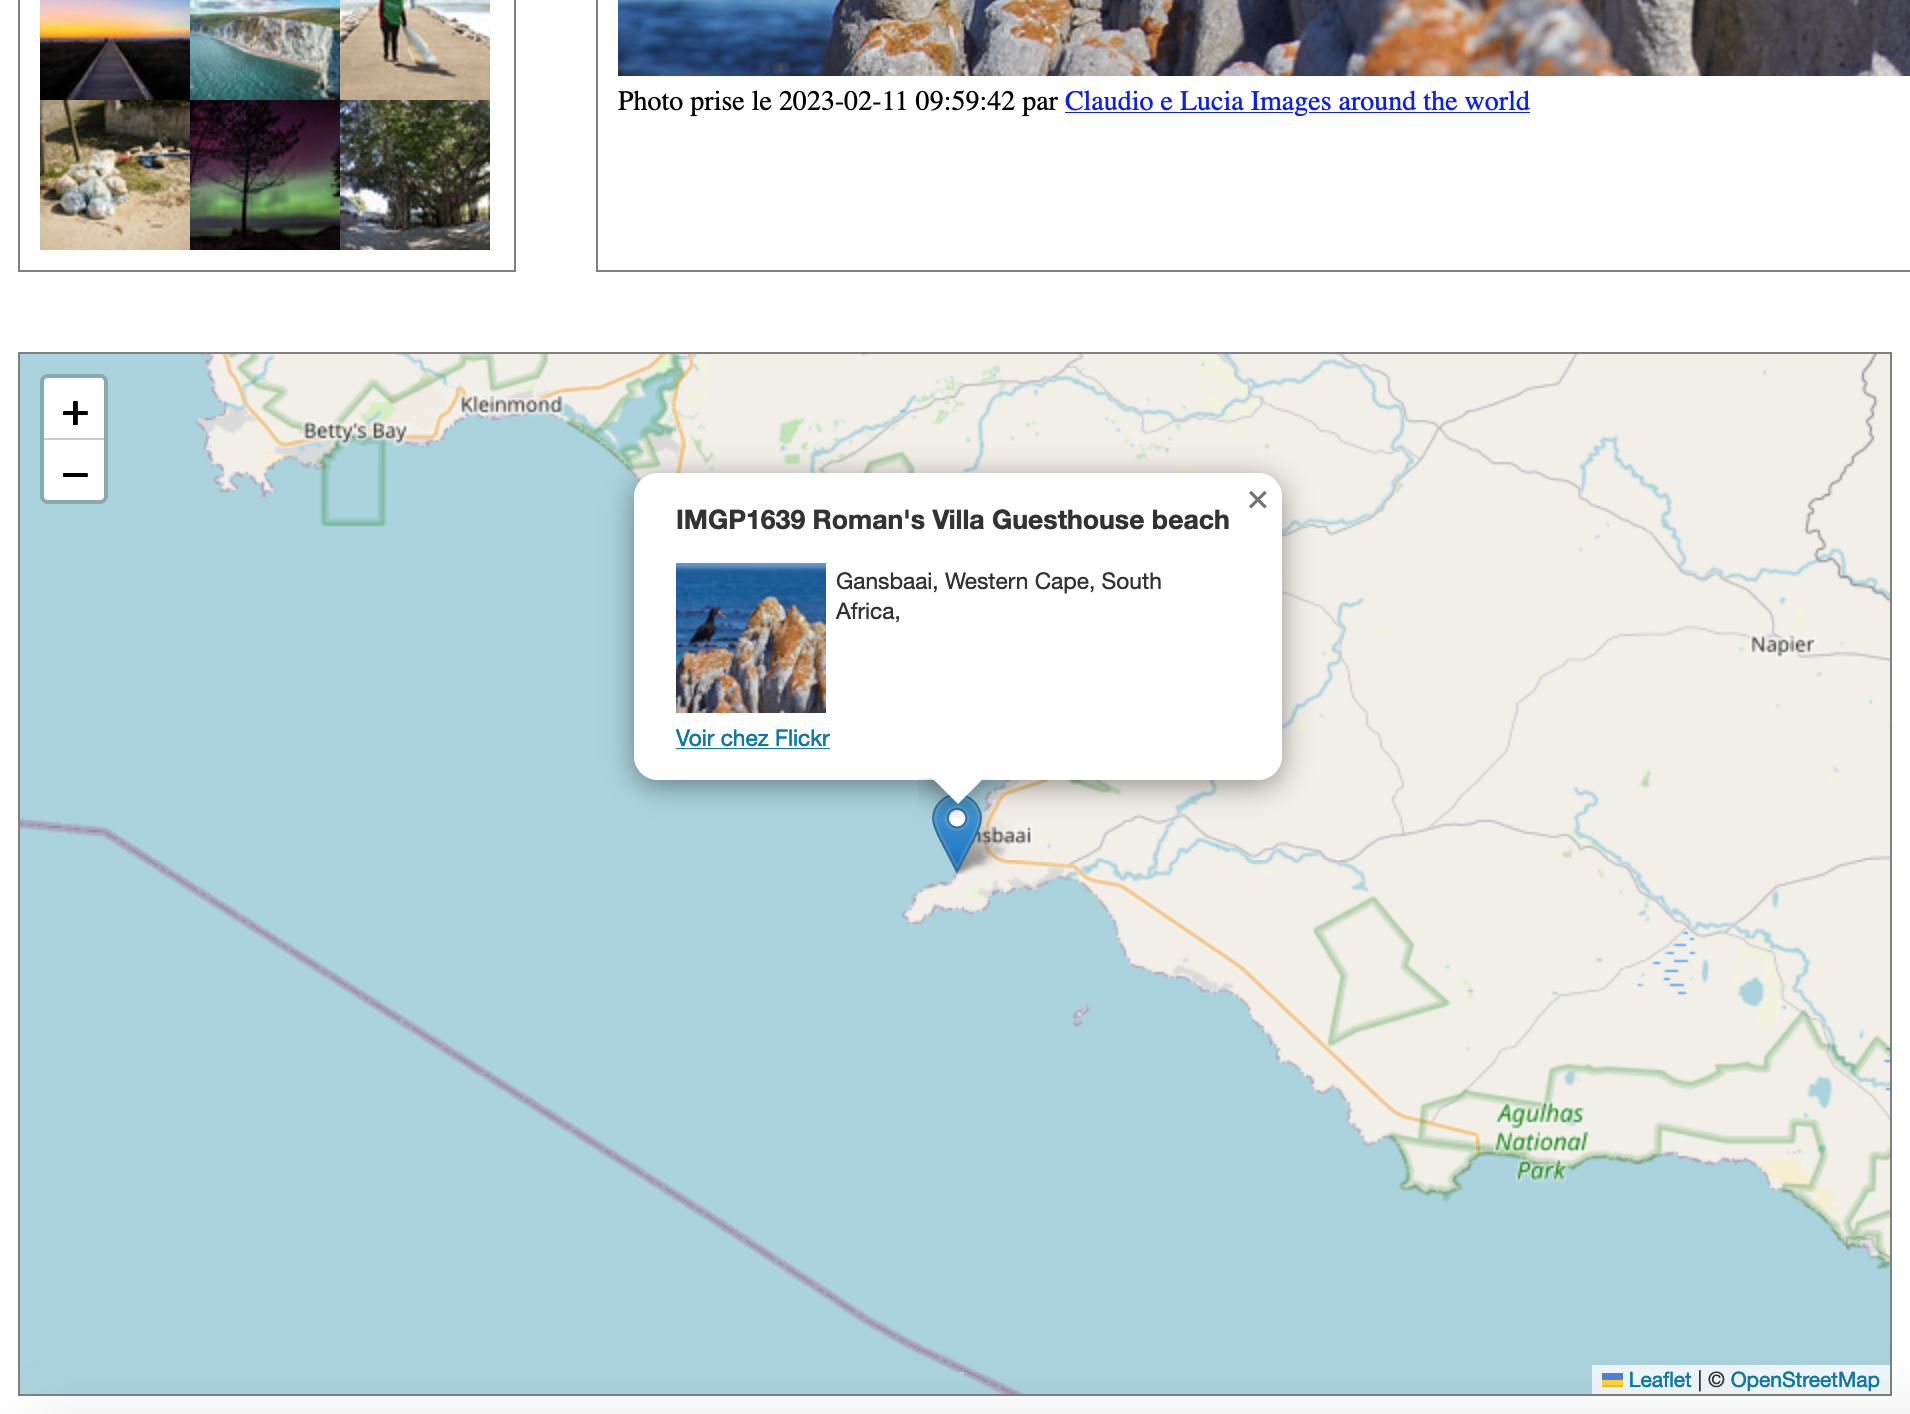 Photo prise le 2023-02-11 09:59:42 par Claudio e Lucia Images around the world
+
−
Kleinmond
Betty's Bay
×
IMGP1639 Roman's Villa Guesthouse beach
Gansbaai, Western Cape, South
Africa,
Voir chez Flickr
Napier
nsbaai
Agulhas
National
Park
Leaflet | © OpenStreetMap